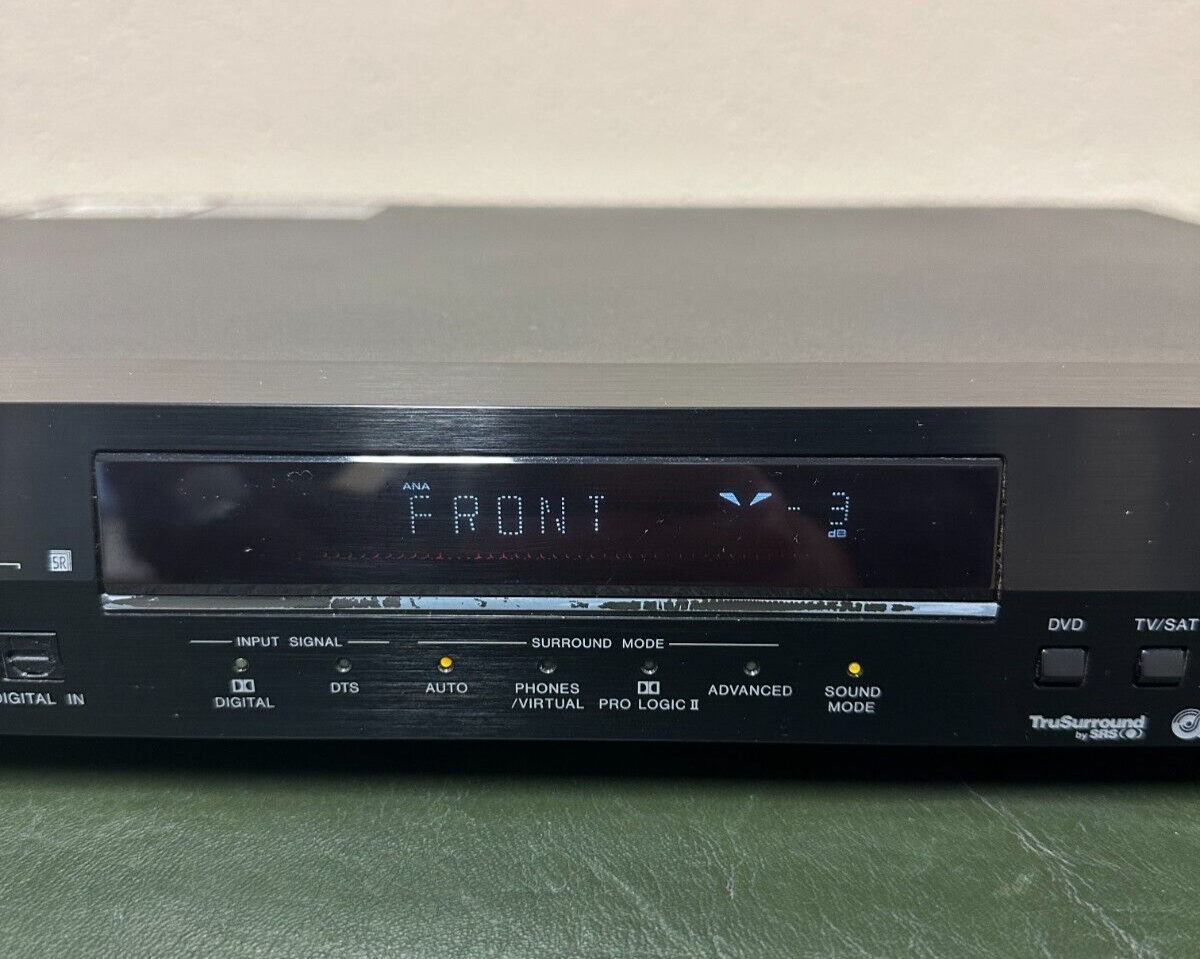 ANA
FRONT - 3
dB
SR
INPUT SIGNAL
SURROUND MODE
DIGITAL IN
DIGITAL
DTS
AUTO
PHONES
/VIRTUAL
PRO LOGIC II
ADVANCED
SOUND
MODE
DVD
TV/SAT
TruSurround
by SRS